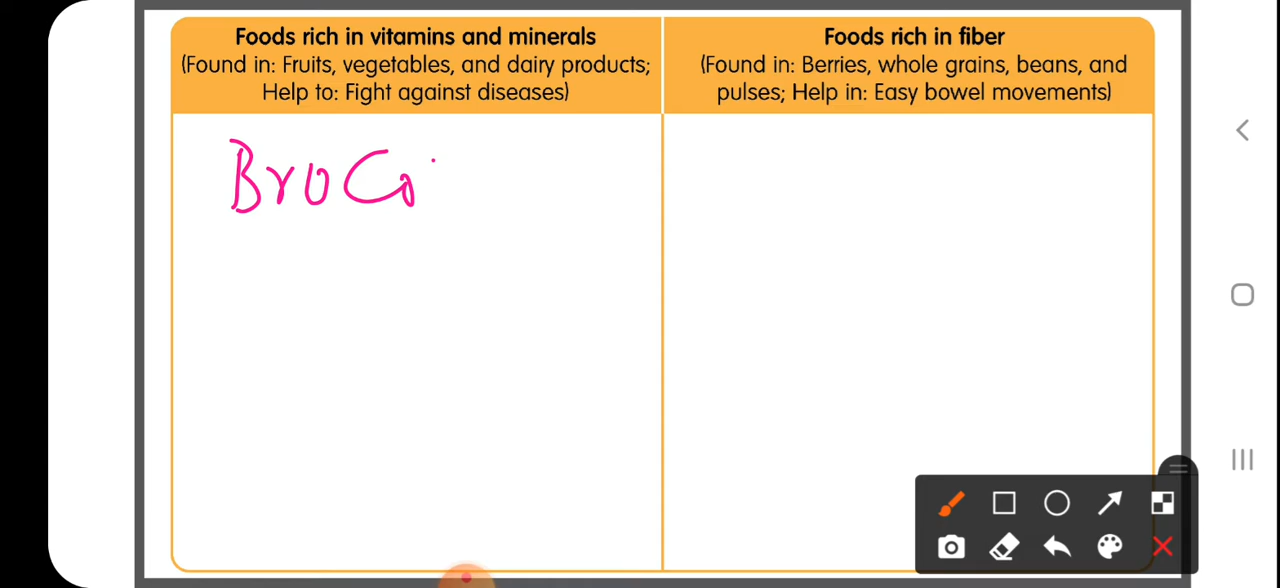 Foods rich in vitamins and minerals
(Found in: Fruits, vegetables, and dairy products;
Help to: Fight against diseases)
Foods rich in fiber
(Found in: Berries, whole grains, beans, and
pulses; Help in: Easy bowel movements)
Broco